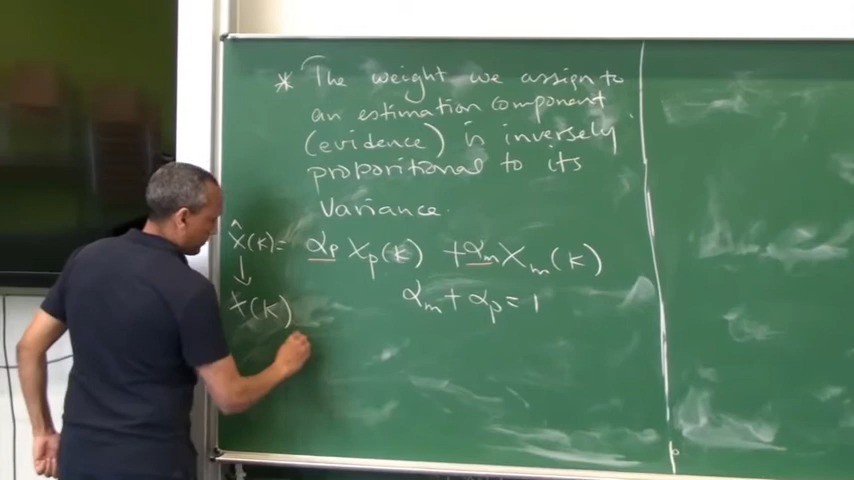 * The weight we assign to
an estimation component
(evidence) is inversely
proportional to its
Variance.
x̂(k) = αp Xp(k) + αm Xm(k)
↓
x(k)
αm + αp = 1